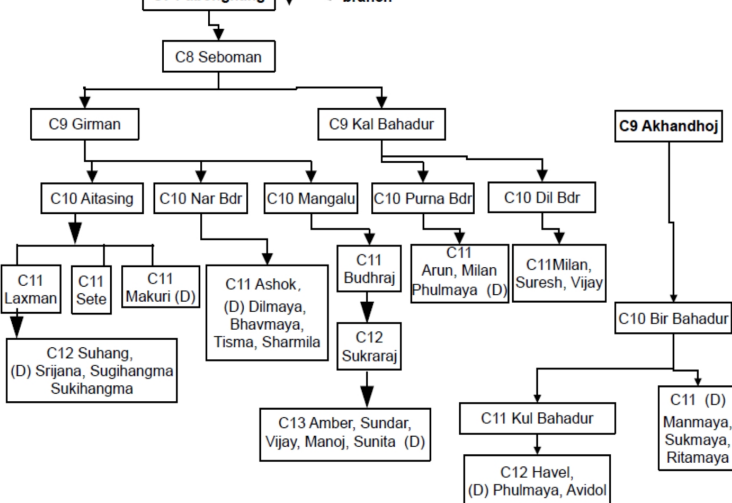 branch
C8 Seboman
C9 Girman
C9 Kal Bahadur
C9 Akhandhoj
C10 Aitasing
C10 Nar Bdr
C10 Mangalu
C10 Purna Bdr
C10 Dil Bdr
C11
Laxman
C11
Sete
C11
Makuri (D)
C11 Ashok,
(D) Dilmaya,
Bhavmaya,
Tisma, Sharmila
C11
Budhraj
C11
Arun, Milan
Phulmaya (D)
C11Milan,
Suresh, Vijay
C10 Bir Bahadur
C12 Suhang,
(D) Srijana, Sugihangma
Sukihangma
C12
Sukraraj
C13 Amber, Sundar,
Vijay, Manoj, Sunita (D)
C11 Kul Bahadur
C11 (D)
Manmaya,
Sukmaya,
Ritamaya
C12 Havel,
(D) Phulmaya, Avidol